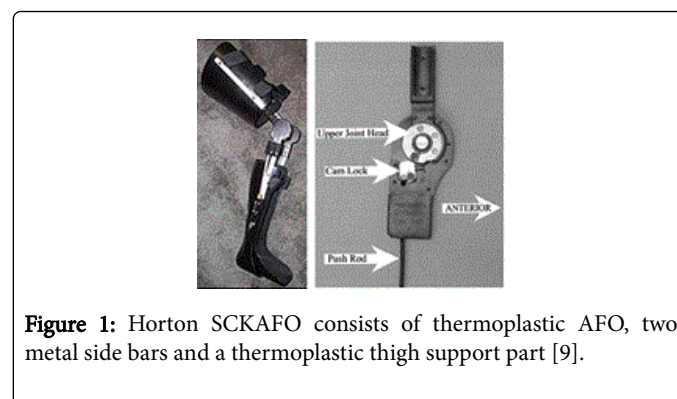 Upper Joint Head
Cam Lock
ANTERIOR
Push Rod
Figure 1: Horton SCKAFO consists of thermoplastic AFO, two
metal side bars and a thermoplastic thigh support part [9].